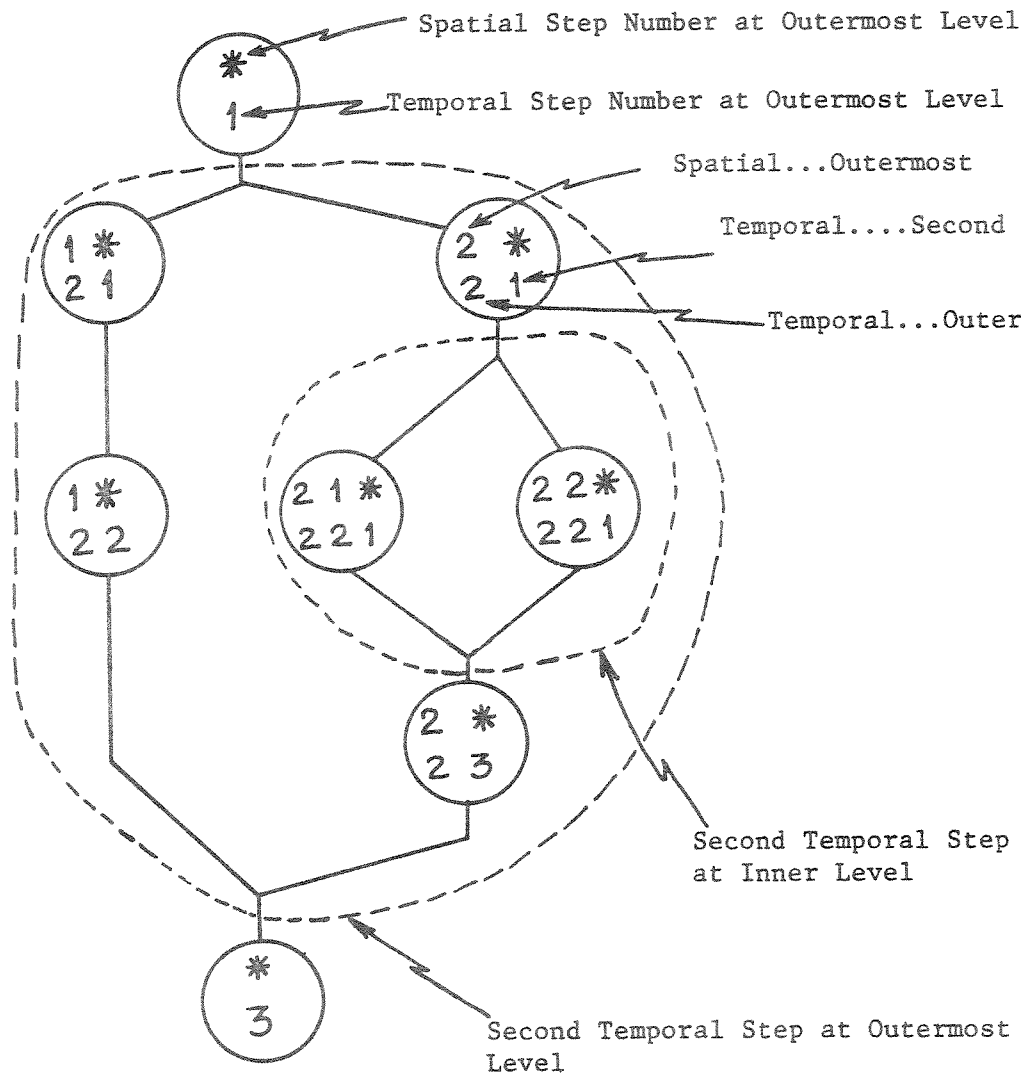 Spatial Step Number at Outermost Level
*
1
Temporal Step Number at Outermost Level
Spatial...Outermost
Temporal....Second
Temporal...Outer
1 *
2 1
2 *
2 1
1 *
2 2
2 1 *
2 2 1
2 2 *
2 2 1
2 *
2 3
Second Temporal Step
at Inner Level
*
3
Second Temporal Step at Outermost
Level